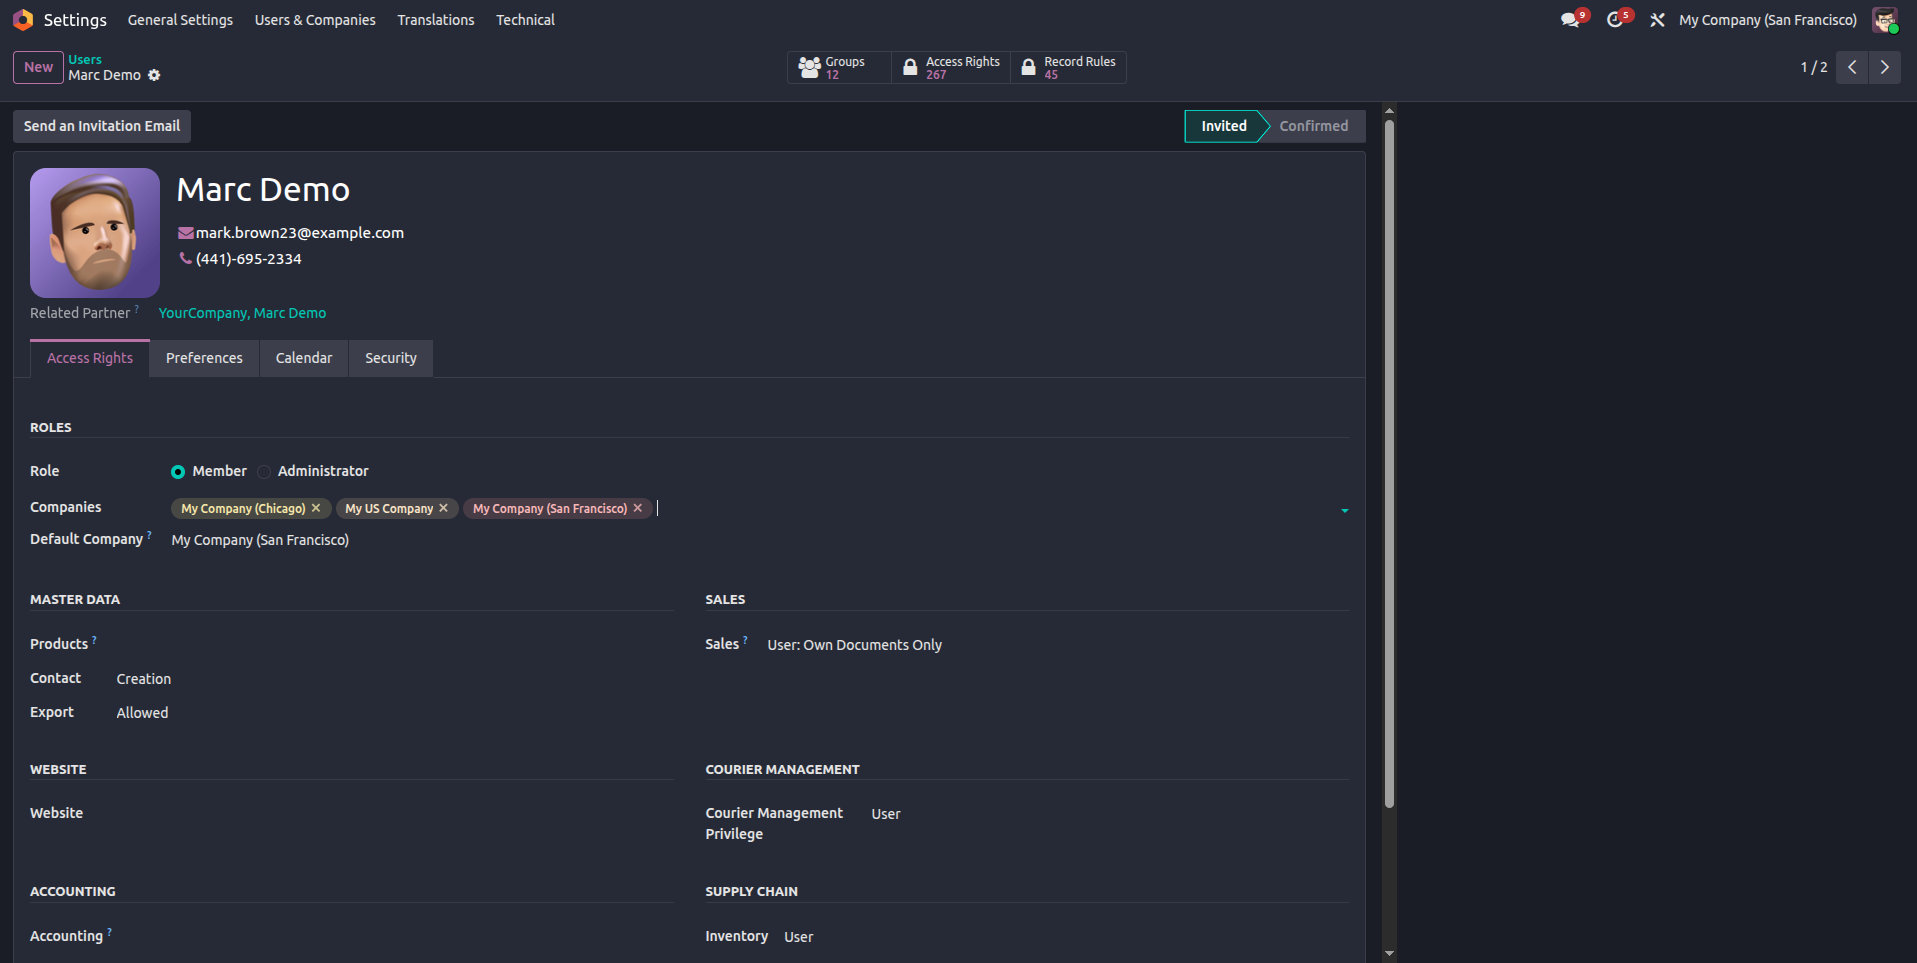 Settings General Settings Users & Companies Translations Technical 9 5 My Company (San Francisco)
New Users Groups 12 Access Rights 267 Record Rules 45 1 / 2
Marc Demo
Send an Invitation Email Invited Confirmed
Marc Demo
mark.brown23@example.com
(441)-695-2334
Related Partner ? YourCompany, Marc Demo
Access Rights Preferences Calendar Security
ROLES
Role Member Administrator
Companies My Company (Chicago) × My US Company × My Company (San Francisco) ×
Default Company ? My Company (San Francisco)
MASTER DATA SALES
Products ? Sales ? User: Own Documents Only
Contact Creation
Export Allowed
WEBSITE COURIER MANAGEMENT
Website Courier Management Privilege User
ACCOUNTING SUPPLY CHAIN
Accounting ? Inventory User